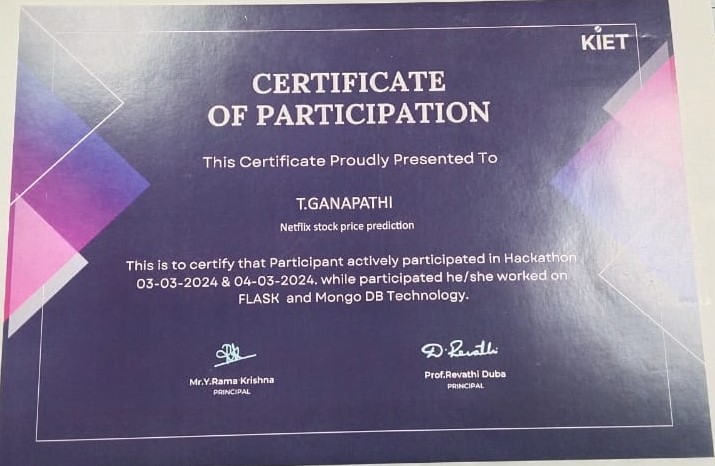 KIET
CERTIFICATE
OF PARTICIPATION
This Certificate Proudly Presented To
T.GANAPATHI
Netflix stock price prediction
This is to certify that Participant actively participated in Hackathon
03-03-2024 & 04-03-2024. while participated he/she worked on
FLASK and Mongo DB Technology.
D. Revathi
Mr.Y.Rama Krishna
PRINCIPAL
Prof.Revathi Duba
PRINCIPAL